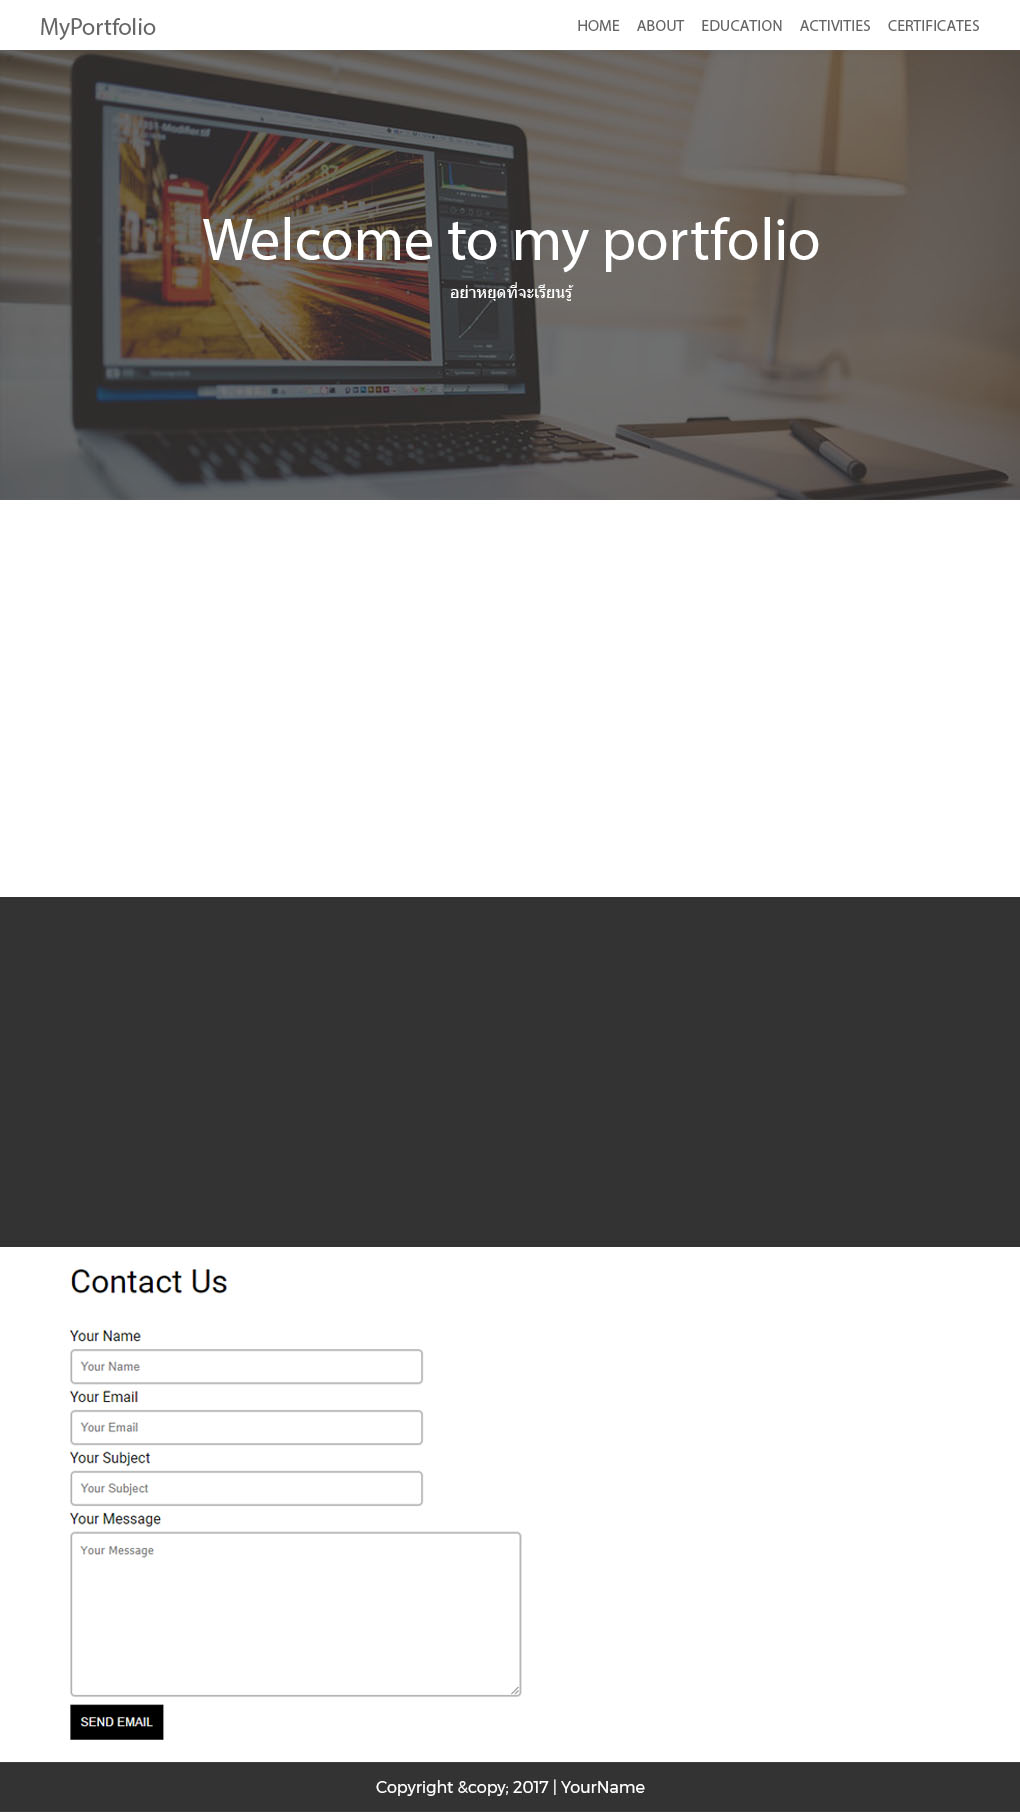 MyPortfolio
HOME ABOUT EDUCATION ACTIVITIES CERTIFICATES
Welcome to my portfolio
อย่าหยุดที่จะเรียนรู้
Contact Us
Your Name
Your Name
Your Email
Your Email
Your Subject
Your Subject
Your Message
Your Message
SEND EMAIL
Copyright &copy; 2017 | YourName